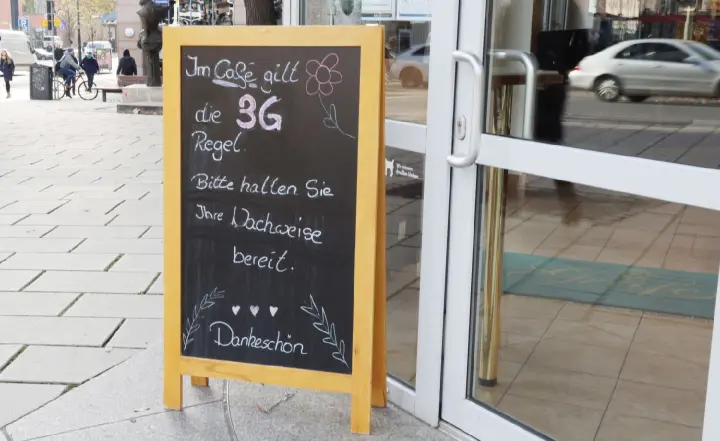 Im Café gilt
die 3G
Regel.
Bitte halten Sie
Ihre Nachweise
bereit.
Dankeschön